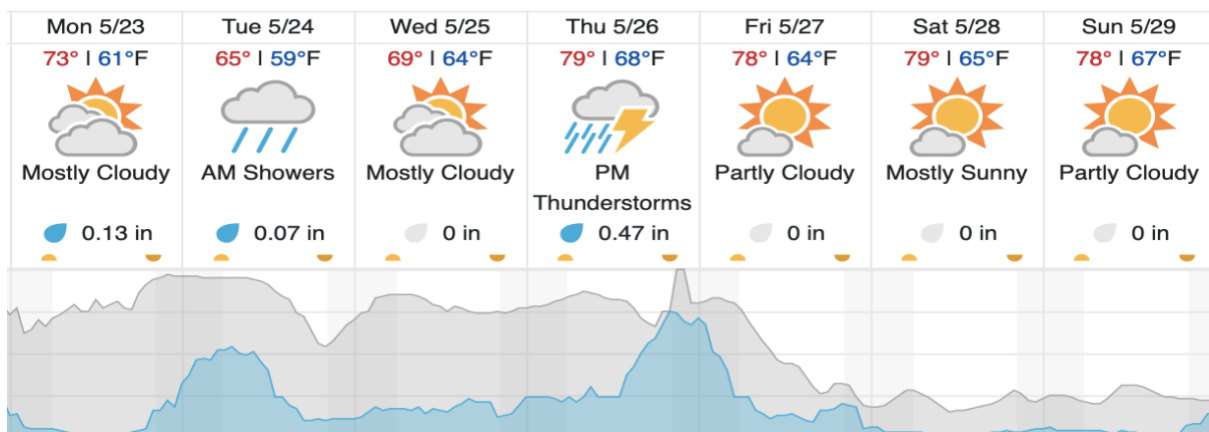 Mon 5/23 Tue 5/24 Wed 5/25 Thu 5/26 Fri 5/27 Sat 5/28 Sun 5/29
73° | 61°F 65° | 59°F 69° | 64°F 79° | 68°F 78° | 64°F 79° | 65°F 78° | 67°F
Mostly Cloudy AM Showers Mostly Cloudy PM Partly Cloudy Mostly Sunny Partly Cloudy
Thunderstorms
0.13 in 0.07 in 0 in 0.47 in 0 in 0 in 0 in